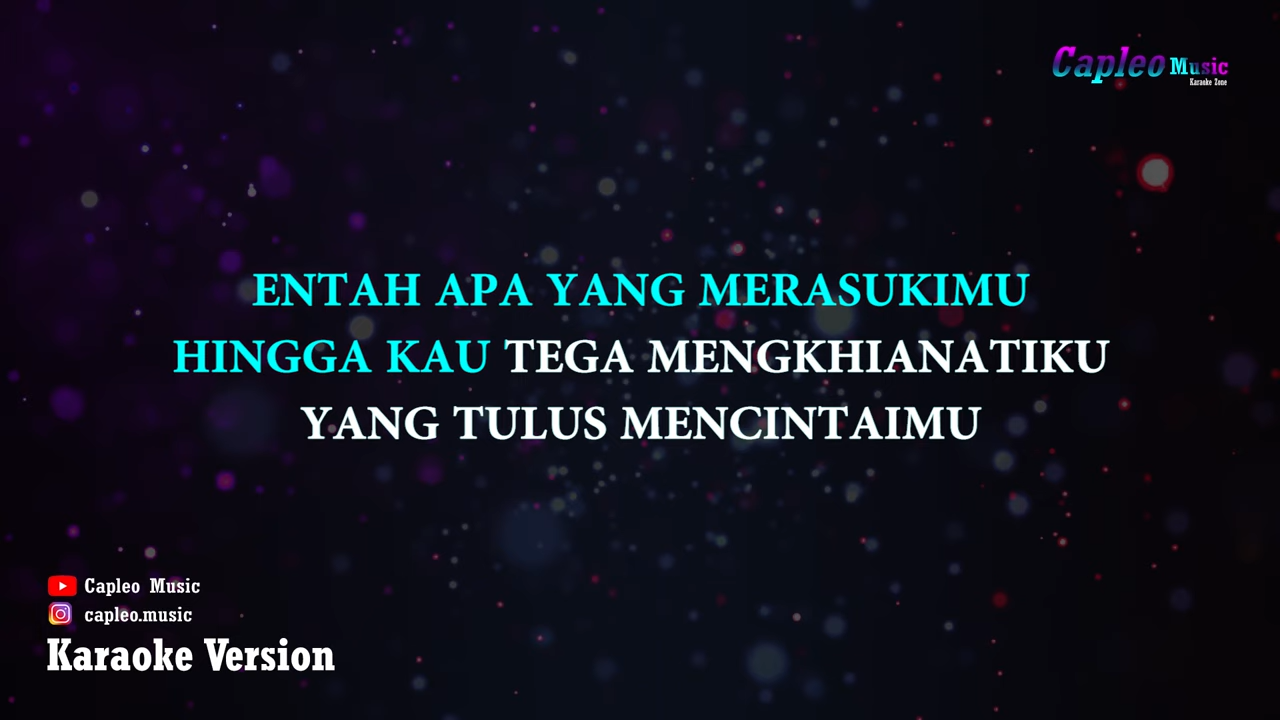 Capleo Music
Karaoke Zone
ENTAH APA YANG MERASUKIMU
HINGGA KAU TEGA MENGKHIANATIKU
YANG TULUS MENCINTAIMU
Capleo Music
capleo.music
Karaoke Version